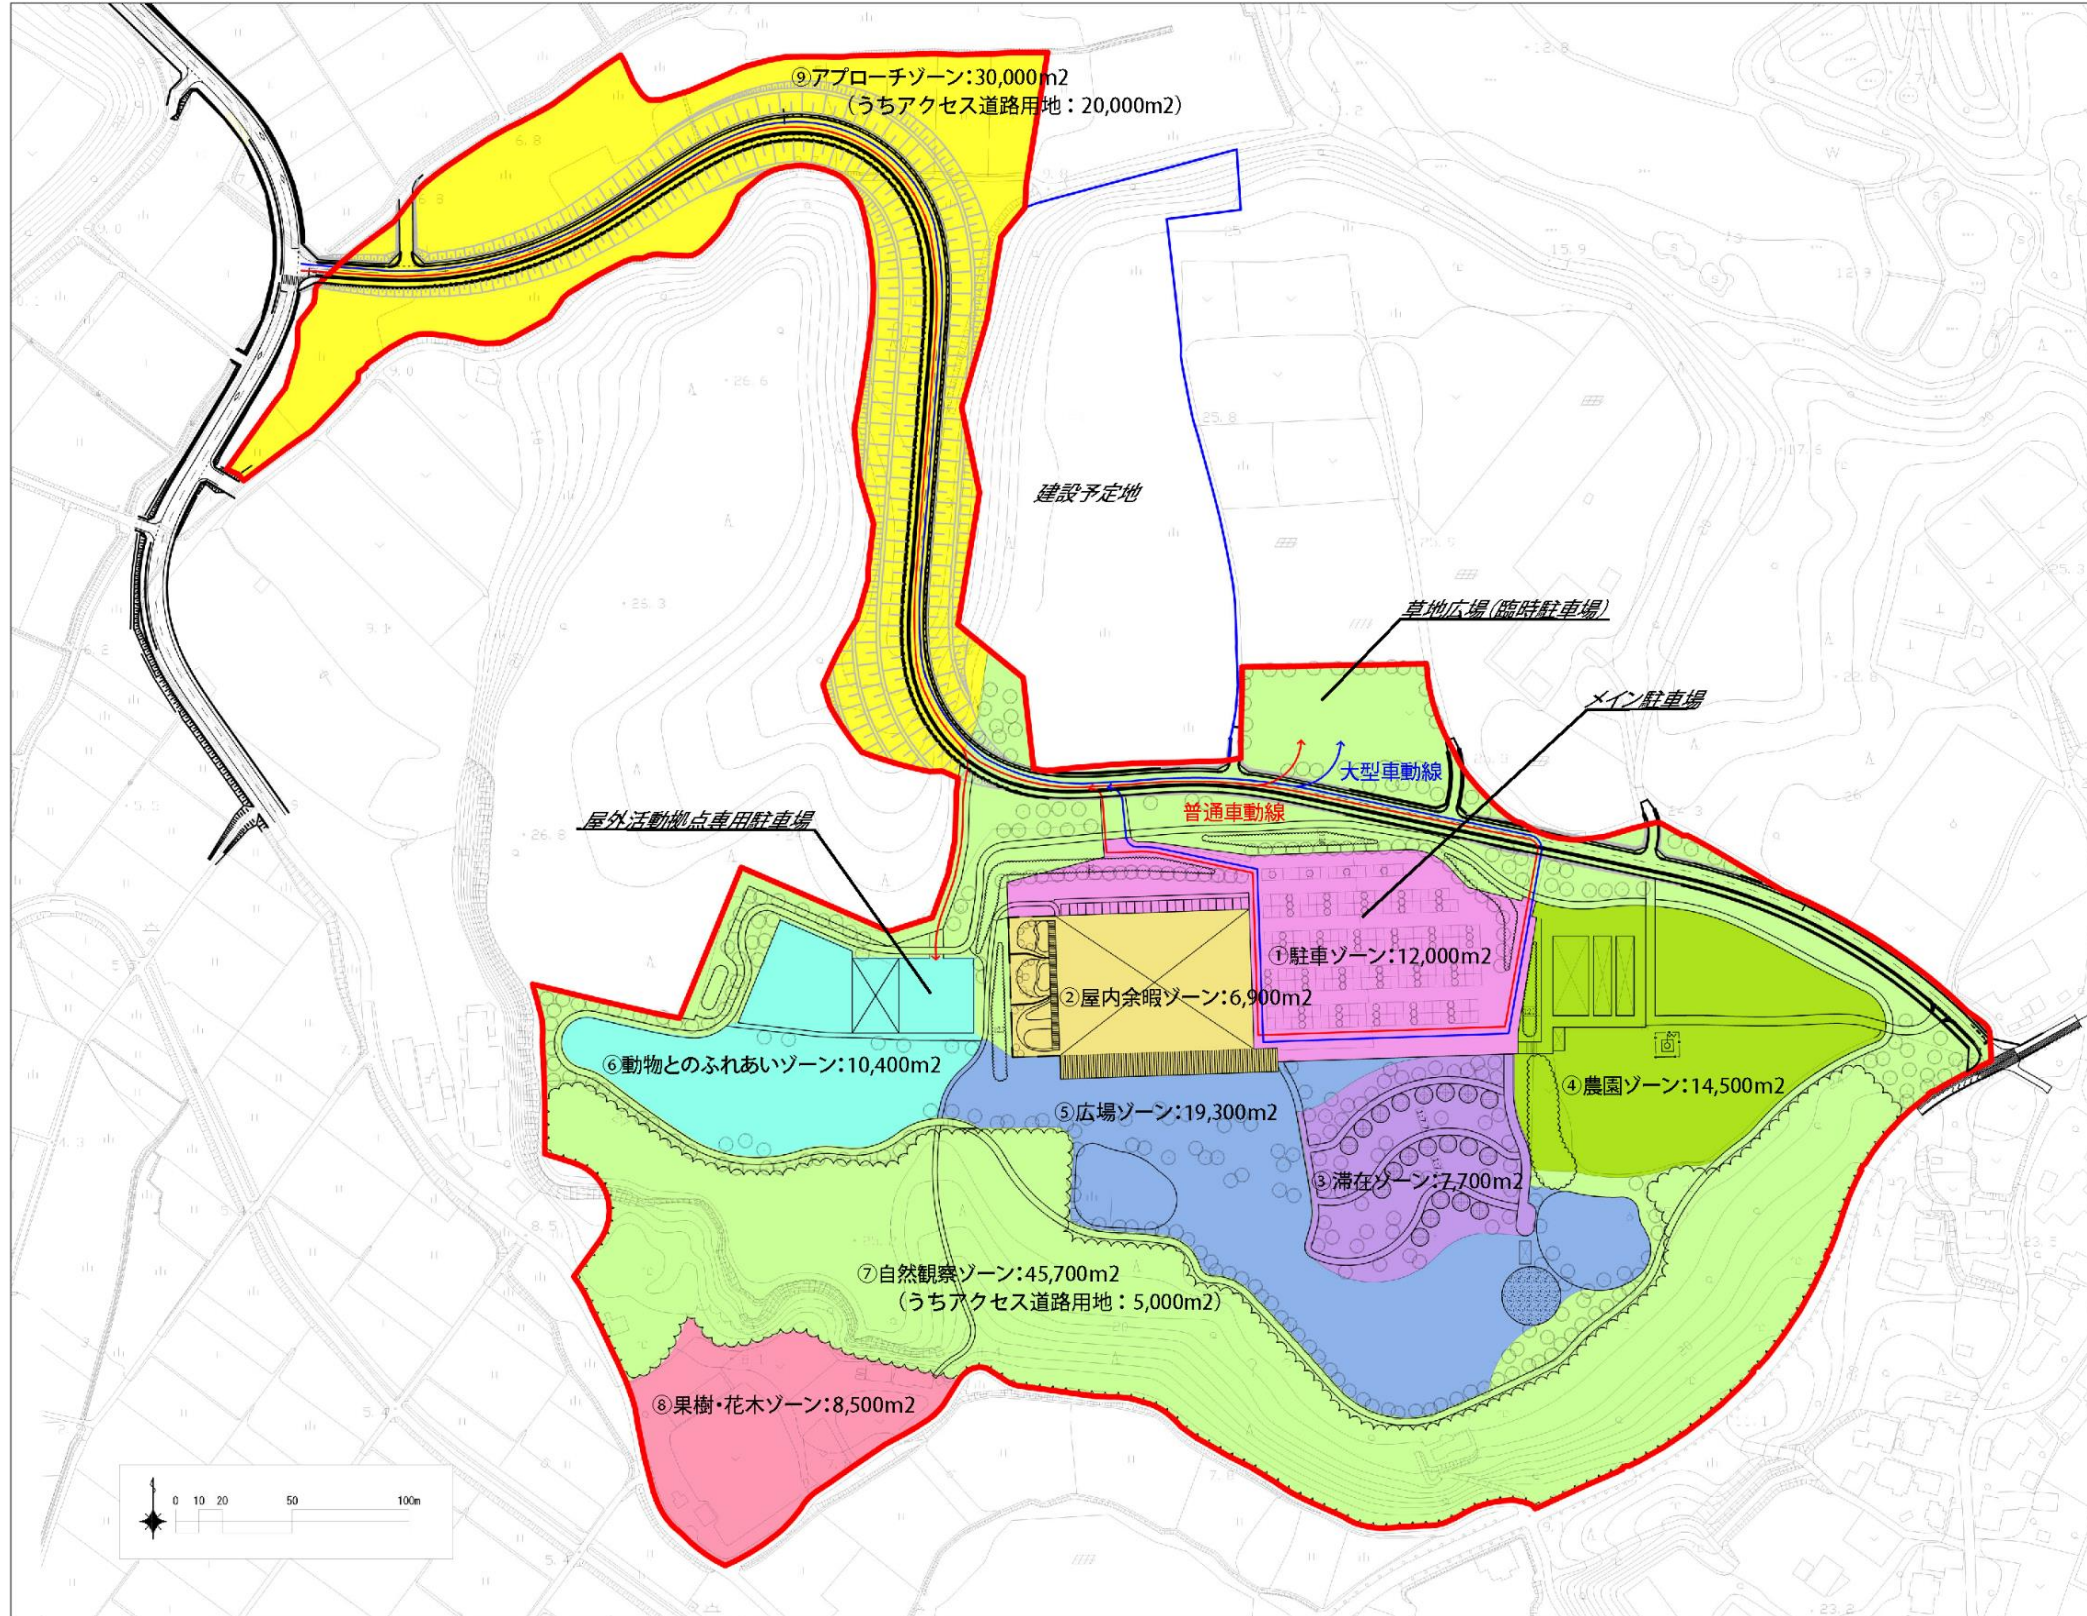 ⑨アプローチゾーン：30,000m2
（うちアクセス道路用地：20,000m2）
建設予定地
草地広場（臨時駐車場）
メイン駐車場
大型車動線
普通車動線
屋外活動拠点専用駐車場
①駐車ゾーン：12,000m2
②屋内余暇ゾーン：6,900m2
⑥動物とのふれあいゾーン：10,400m2
④農園ゾーン：14,500m2
⑤広場ゾーン：19,300m2
③滞在ゾーン：7,700m2
⑦自然観察ゾーン：45,700m2
（うちアクセス道路用地：5,000m2）
⑧果樹・花木ゾーン：8,500m2
0 10 20 50 100m